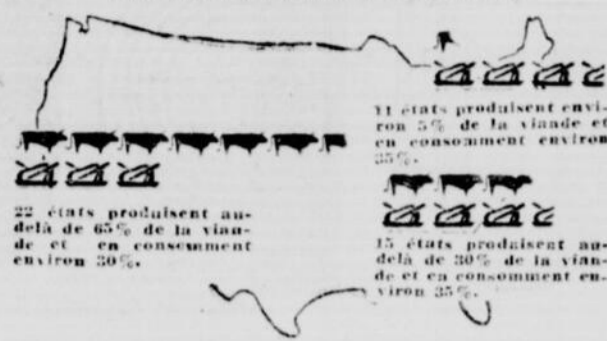 11 états produisent envi-
ron 5% de la viande et
en consomment environ
35%.
22 états produisent au-
delà de 65% de la vian-
de et en consomment
environ 30%.
15 états produisent au-
delà de 30% de la vian-
de et en consomment en-
viron 35%.